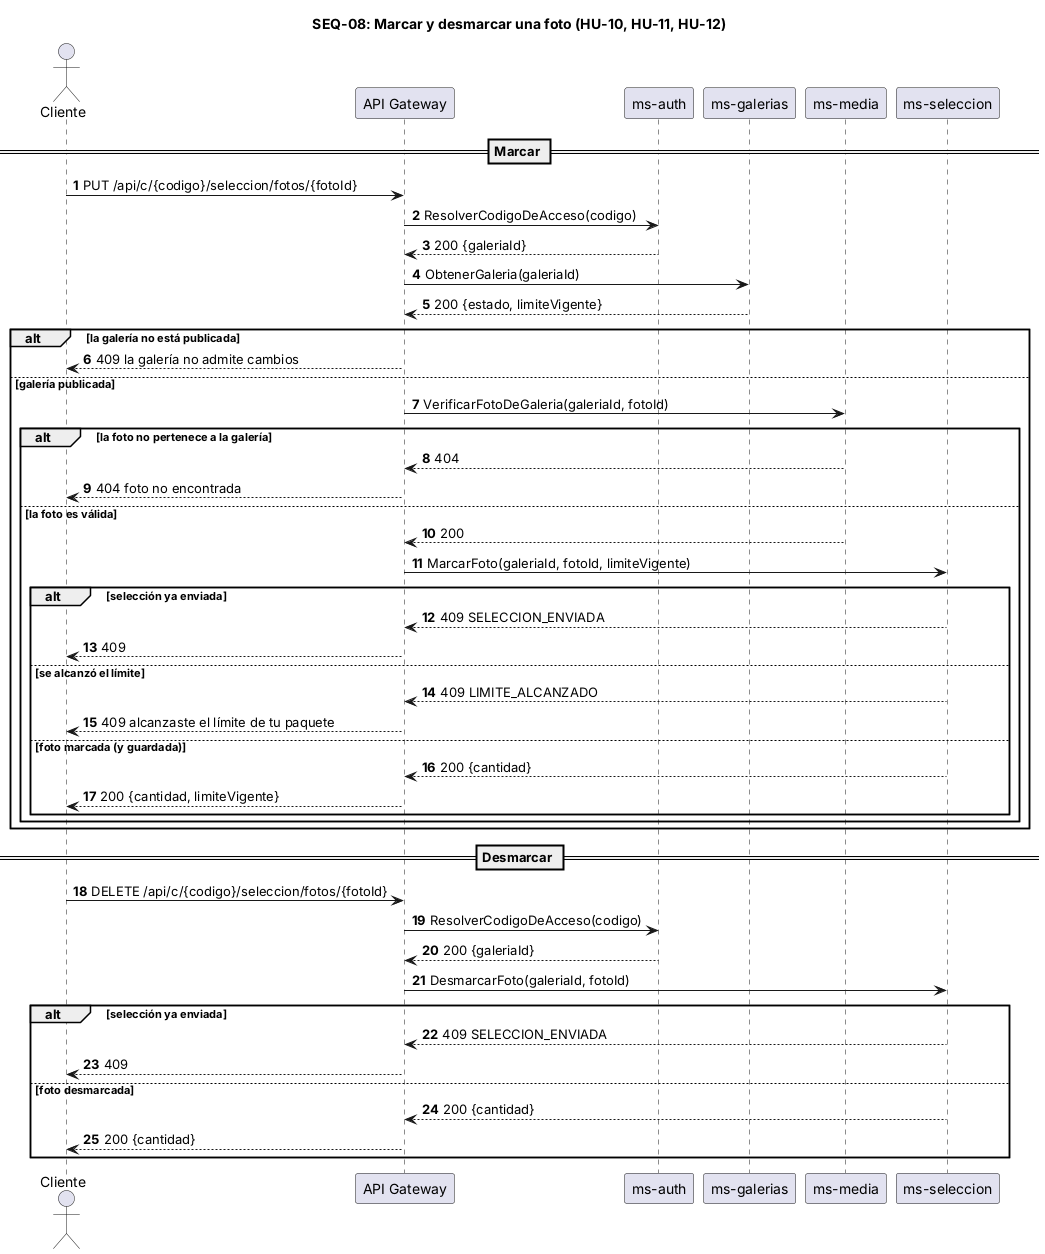 SEQ-08: Marcar y desmarcar una foto (HU-10, HU-11, HU-12)
Cliente
API Gateway
ms-auth
ms-galerias
ms-media
ms-seleccion
Marcar
1 PUT /api/c/{codigo}/seleccion/fotos/{fotoId}
2 ResolverCodigoDeAcceso(codigo)
3 200 {galeriaId}
4 ObtenerGaleria(galeriaId)
5 200 {estado, limiteVigente}
alt [la galería no está publicada]
6 409 la galería no admite cambios
[galería publicada]
7 VerificarFotoDeGaleria(galeriaId, fotoId)
alt [la foto no pertenece a la galería]
8 404
9 404 foto no encontrada
[la foto es válida]
10 200
11 MarcarFoto(galeriaId, fotoId, limiteVigente)
alt [selección ya enviada]
12 409 SELECCION_ENVIADA
13 409
[se alcanzó el límite]
14 409 LIMITE_ALCANZADO
15 409 alcanzaste el límite de tu paquete
[foto marcada (y guardada)]
16 200 {cantidad}
17 200 {cantidad, limiteVigente}
Desmarcar
18 DELETE /api/c/{codigo}/seleccion/fotos/{fotoId}
19 ResolverCodigoDeAcceso(codigo)
20 200 {galeriaId}
21 DesmarcarFoto(galeriaId, fotoId)
alt [selección ya enviada]
22 409 SELECCION_ENVIADA
23 409
[foto desmarcada]
24 200 {cantidad}
25 200 {cantidad}
Cliente
API Gateway
ms-auth
ms-galerias
ms-media
ms-seleccion